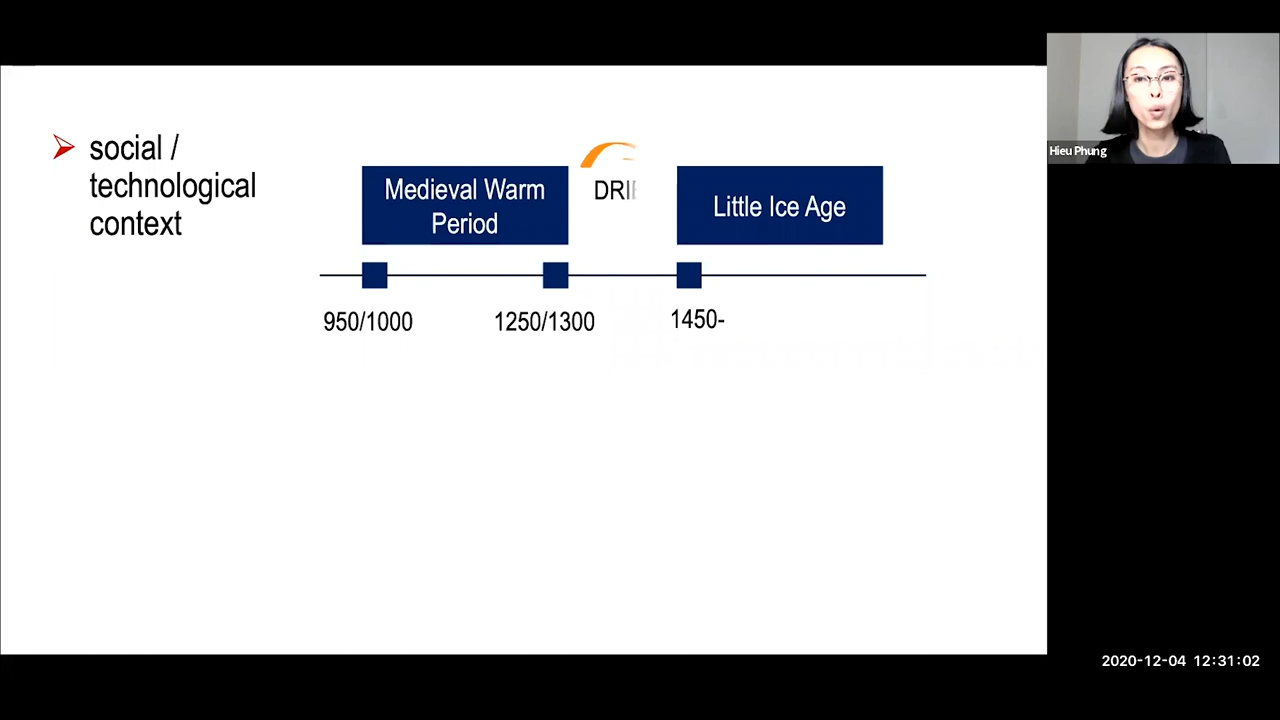 social /
technological
context
Medieval Warm
Period
Little Ice Age
950/1000
1250/1300
1450-
Hieu Phung
2020-12-04 12:31:02